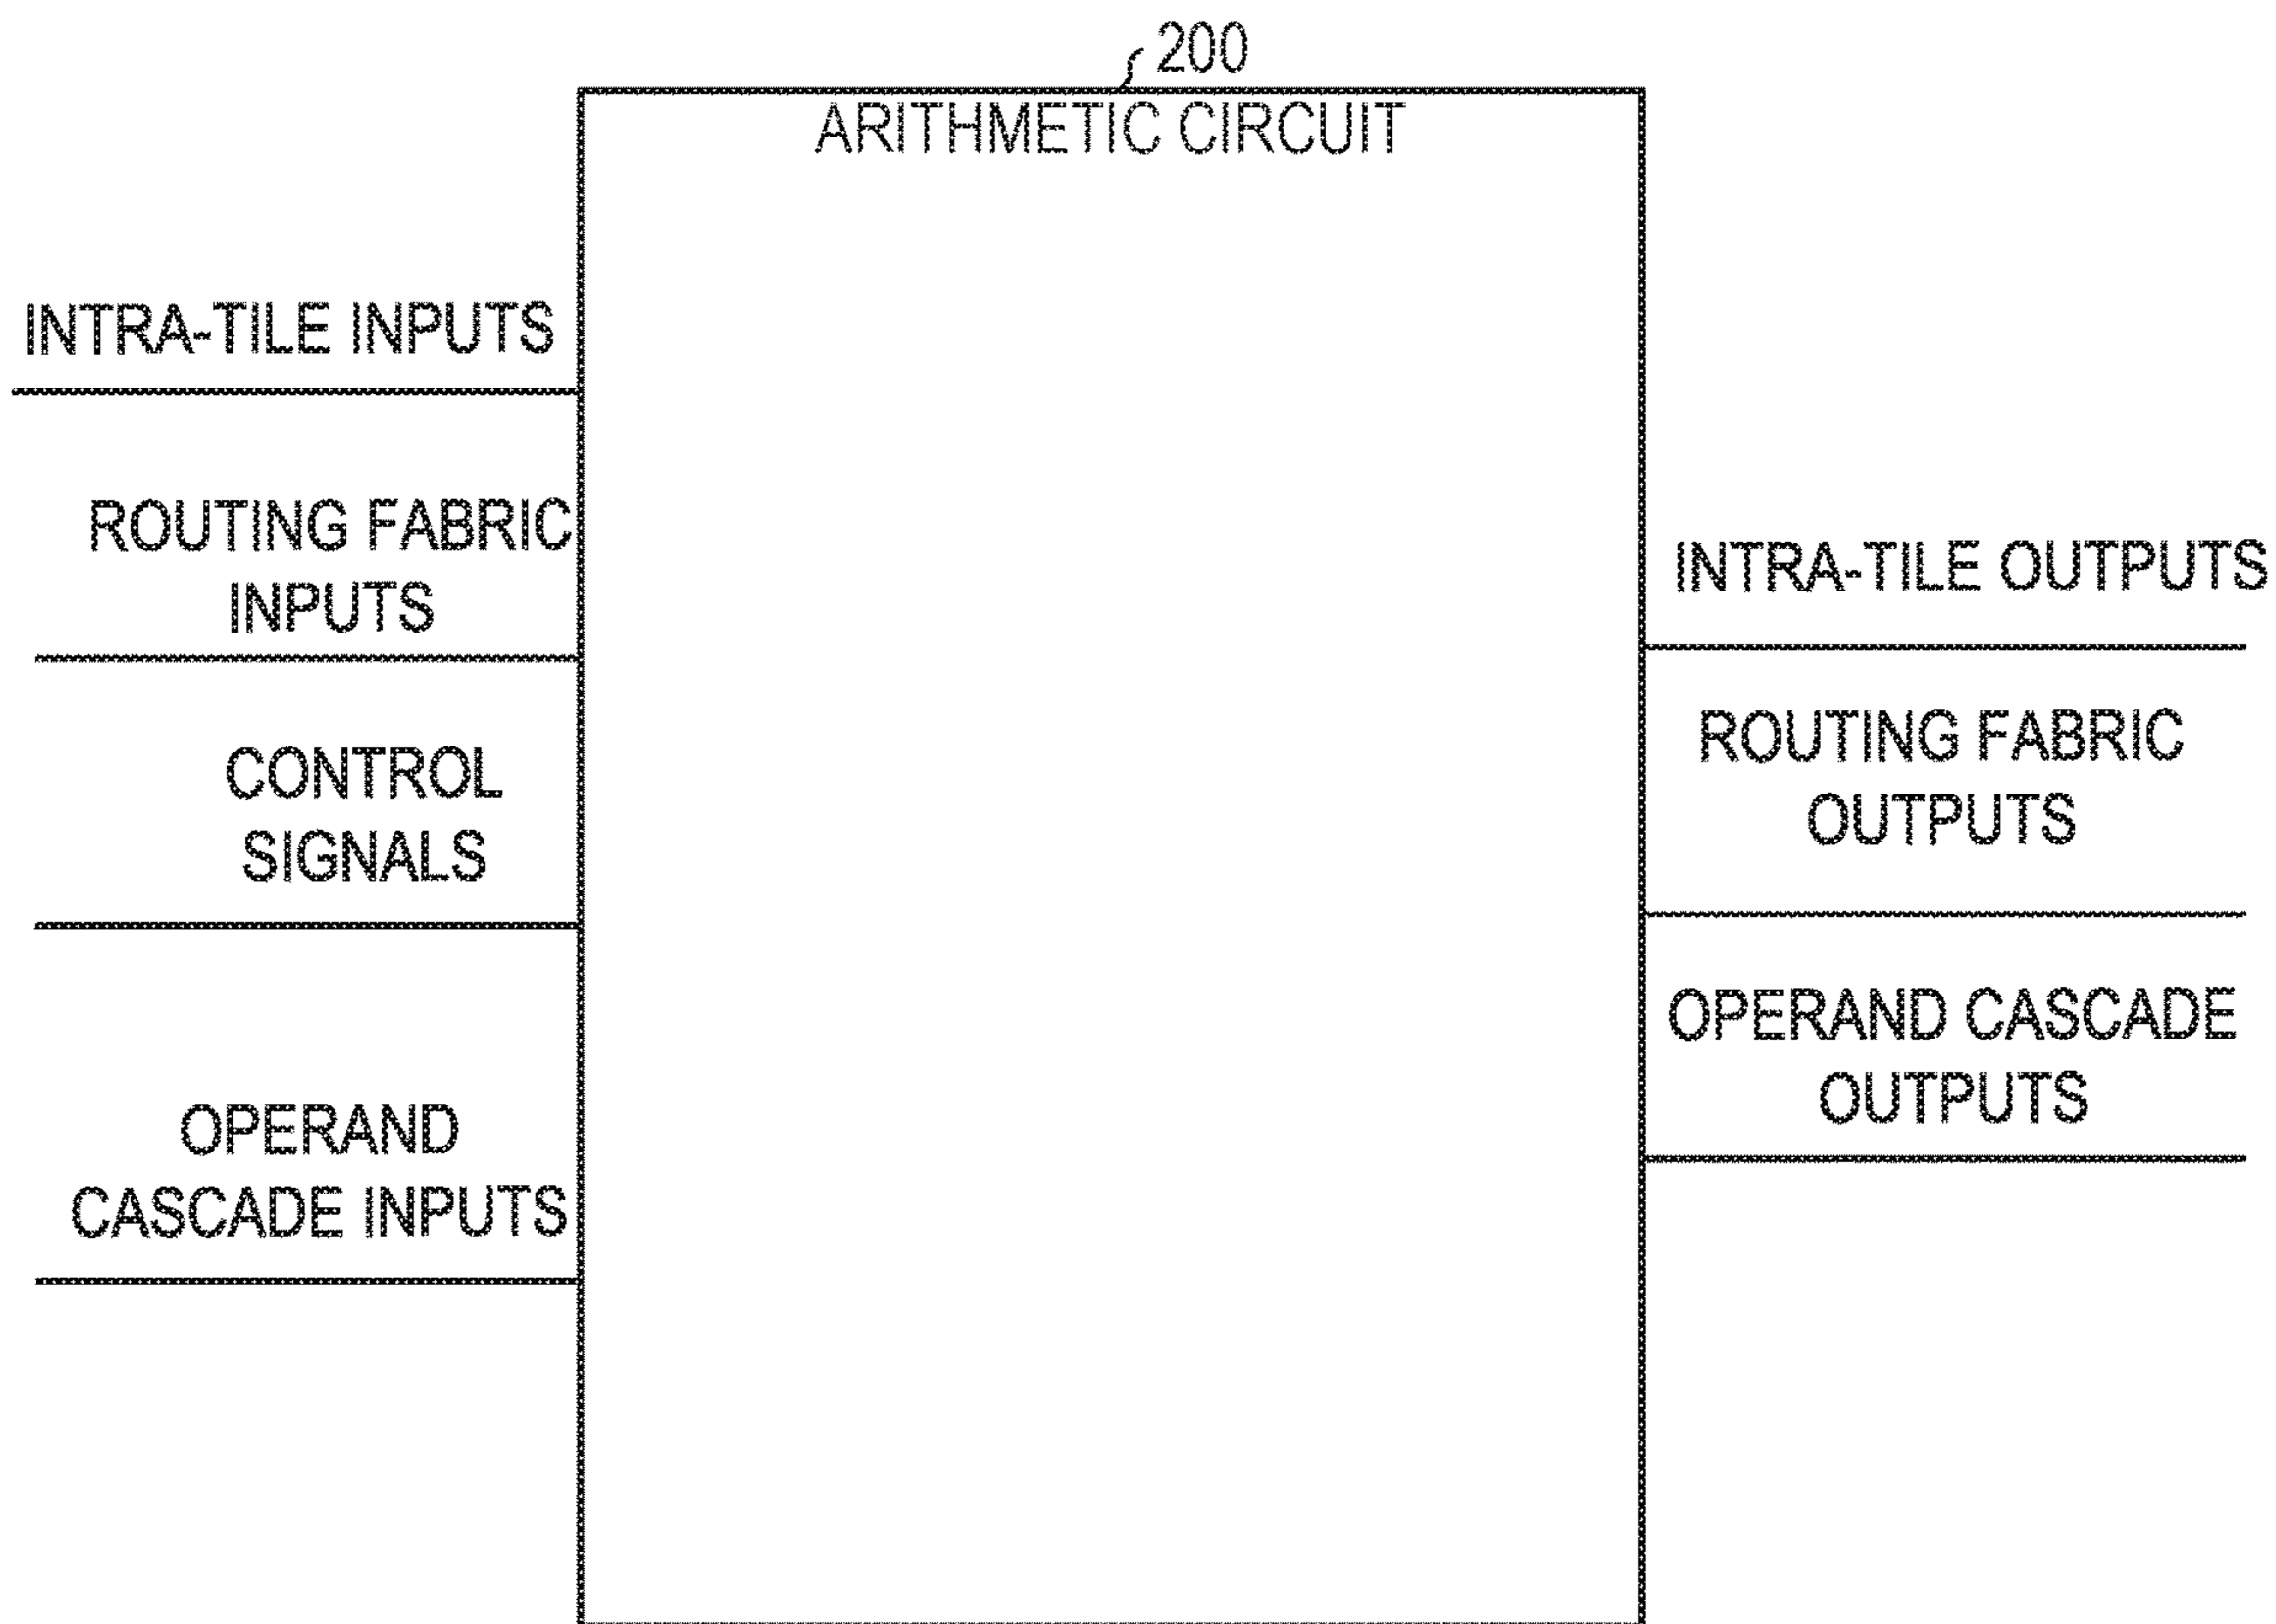 200
ARITHMETIC CIRCUIT
INTRA-TILE INPUTS
ROUTING FABRIC
INPUTS
CONTROL
SIGNALS
OPERAND
CASCADE INPUTS
INTRA-TILE OUTPUTS
ROUTING FABRIC
OUTPUTS
OPERAND CASCADE
OUTPUTS